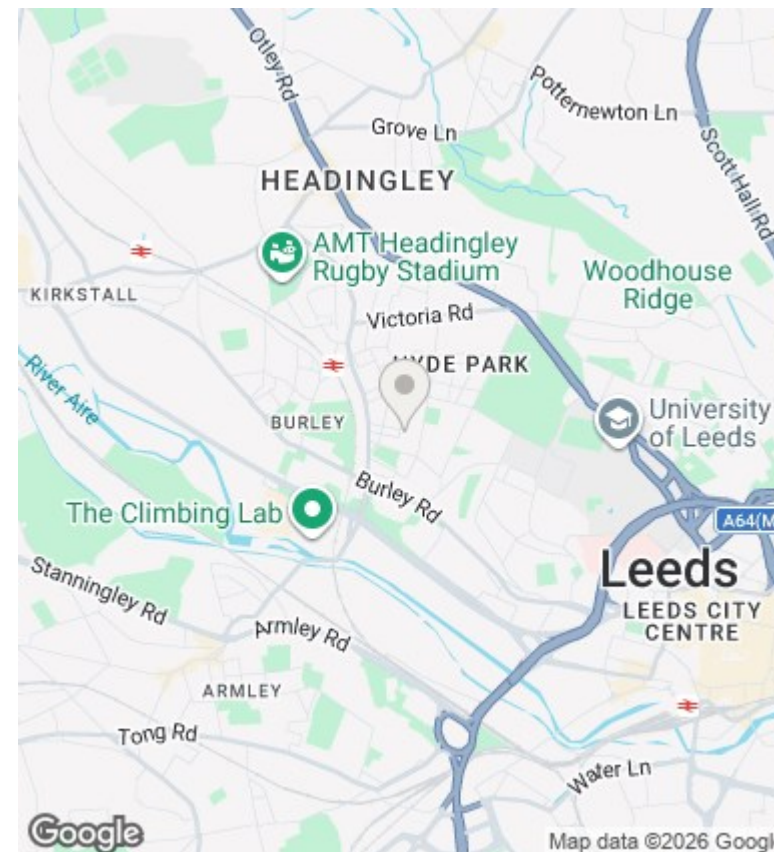 Otley Rd
Potternewton Ln
Grove Ln
Scott Hall Rd
HEADINGLEY
AMT Headingley
Rugby Stadium
Woodhouse
Ridge
KIRKSTALL
Victoria Rd
HYDE PARK
River Aire
BURLEY
University
of Leeds
Burley Rd
The Climbing Lab
A64(M
Leeds
Stanningley Rd
LEEDS CITY
CENTRE
Armley Rd
ARMLEY
Tong Rd
Water Ln
Google
Map data ©2026 Googl